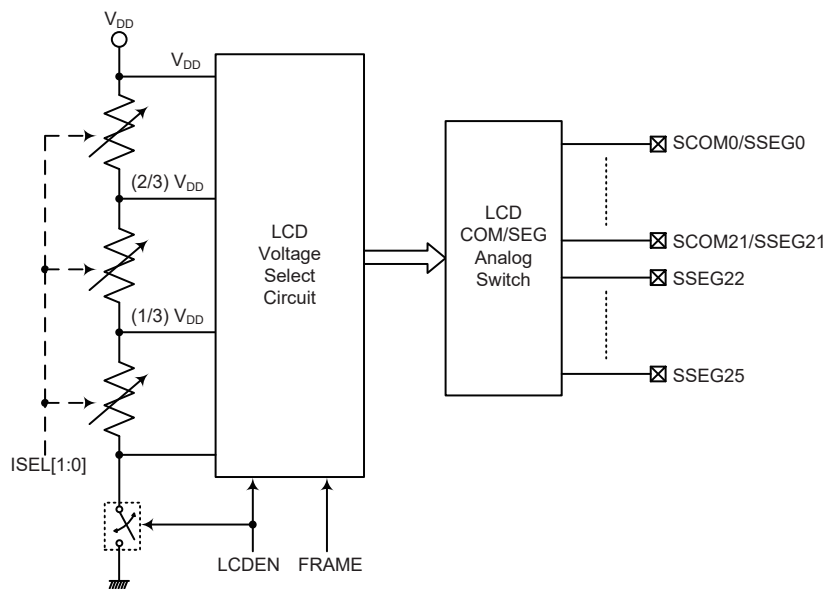 VDD
VDD
(2/3) VDD
(1/3) VDD
ISEL[1:0]
LCD
Voltage
Select
Circuit
LCDEN
FRAME
LCD
COM/SEG
Analog
Switch
SCOM0/SSEG0
SCOM21/SSEG21
SSEG22
SSEG25